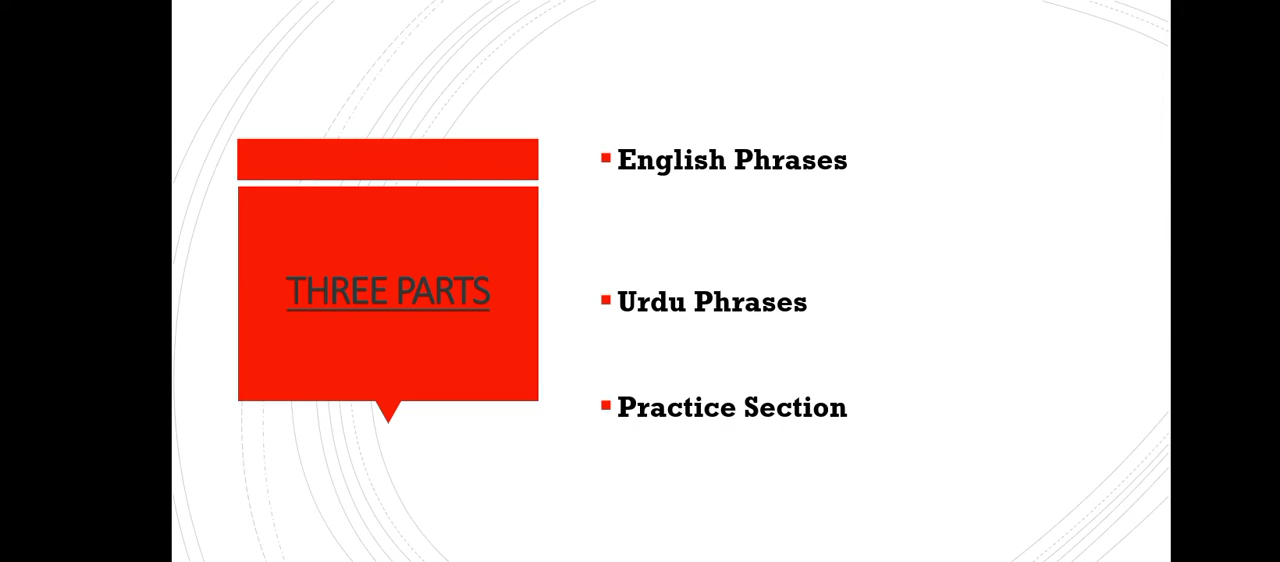 THREE PARTS
English Phrases
Urdu Phrases
Practice Section